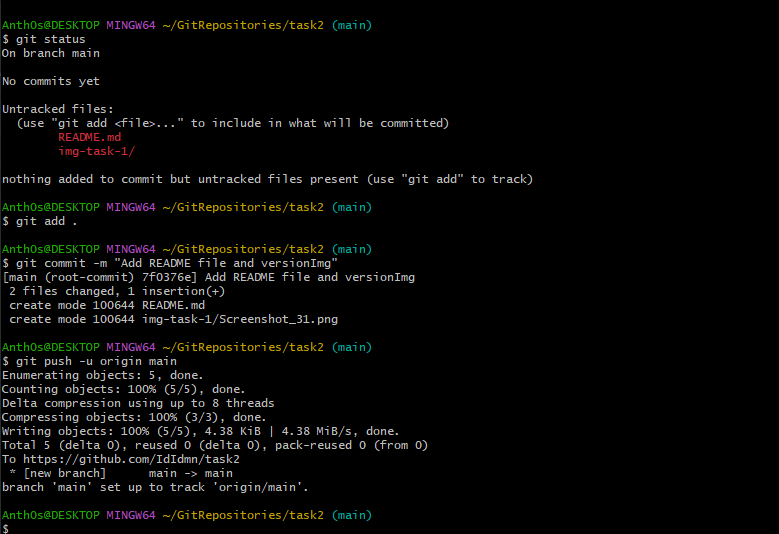 AnthOs@DESKTOP MINGW64 ~/GitRepositories/task2 (main)
$ git status
On branch main
No commits yet
Untracked files:
  (use "git add <file>..." to include in what will be committed)
        README.md
        img-task-1/
nothing added to commit but untracked files present (use "git add" to track)
AnthOs@DESKTOP MINGW64 ~/GitRepositories/task2 (main)
$ git add .
AnthOs@DESKTOP MINGW64 ~/GitRepositories/task2 (main)
$ git commit -m "Add README file and versionImg"
[main (root-commit) 7f0376e] Add README file and versionImg
 2 files changed, 1 insertion(+)
 create mode 100644 README.md
 create mode 100644 img-task-1/Screenshot_31.png
AnthOs@DESKTOP MINGW64 ~/GitRepositories/task2 (main)
$ git push -u origin main
Enumerating objects: 5, done.
Counting objects: 100% (5/5), done.
Delta compression using up to 8 threads
Compressing objects: 100% (3/3), done.
Writing objects: 100% (5/5), 4.38 KiB | 4.38 MiB/s, done.
Total 5 (delta 0), reused 0 (delta 0), pack-reused 0 (from 0)
To https://github.com/IdIdmn/task2
 * [new branch]      main -> main
branch 'main' set up to track 'origin/main'.
AnthOs@DESKTOP MINGW64 ~/GitRepositories/task2 (main)
$